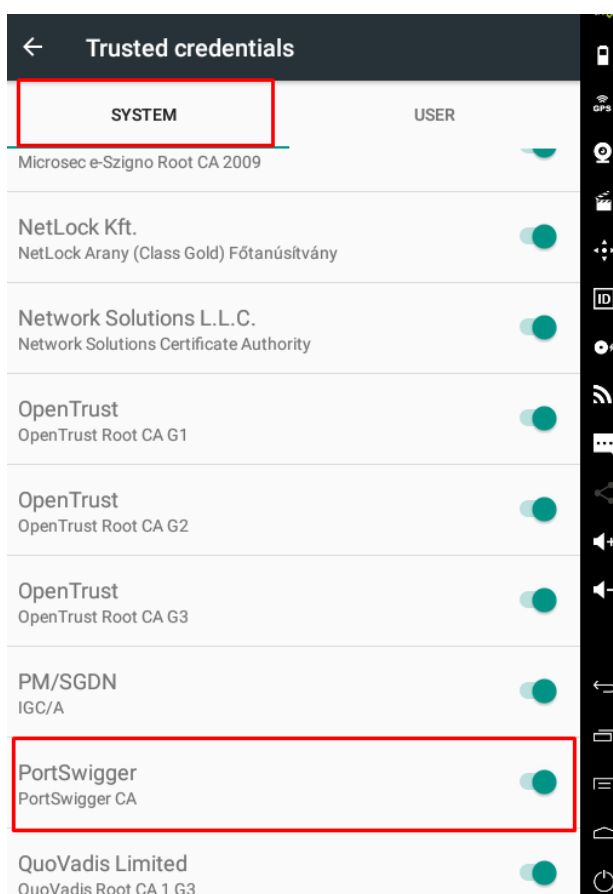 Trusted credentials
SYSTEM
USER
Microsec e-Szigno Root CA 2009
NetLock Kft.
NetLock Arany (Class Gold) Főtanúsítvány
Network Solutions L.L.C.
Network Solutions Certificate Authority
OpenTrust
OpenTrust Root CA G1
OpenTrust
OpenTrust Root CA G2
OpenTrust
OpenTrust Root CA G3
PM/SGDN
IGC/A
PortSwigger
PortSwigger CA
QuoVadis Limited
QuoVadis Root CA 1 G3
GPS
ID